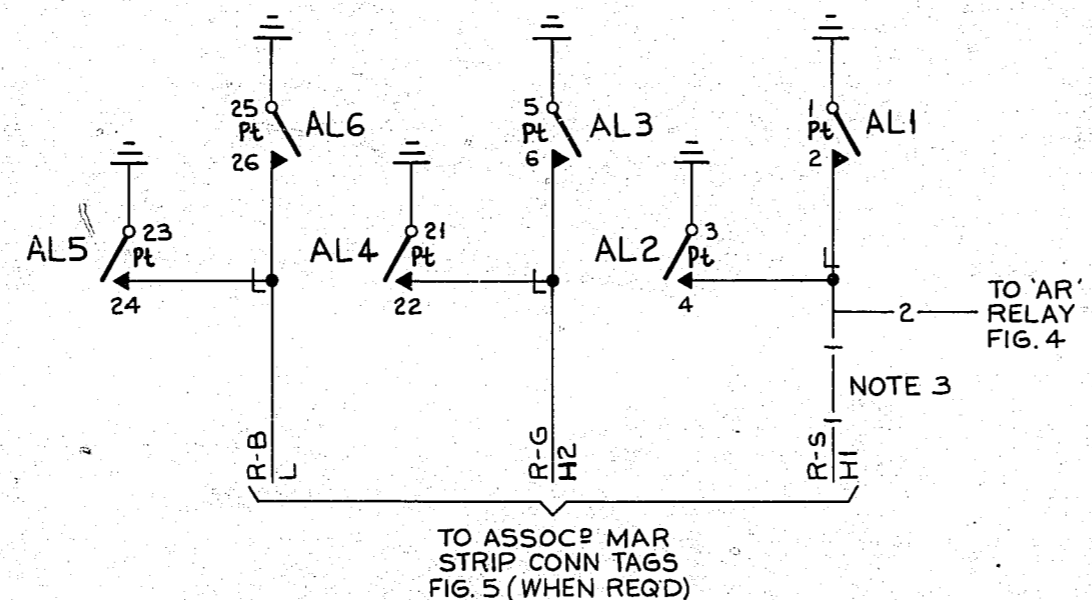 25
Pt
AL6
26
5
Pt
AL3
6
1
Pt
AL1
2
AL5
23
Pt
24
L
AL4
21
Pt
22
L
AL2
3
Pt
4
L
2
TO 'AR'
RELAY
FIG. 4
NOTE 3
R-B
L
R-G
H2
R-S
H1
TO ASSOCD MAR
STRIP CONN TAGS
FIG. 5 (WHEN REQD)